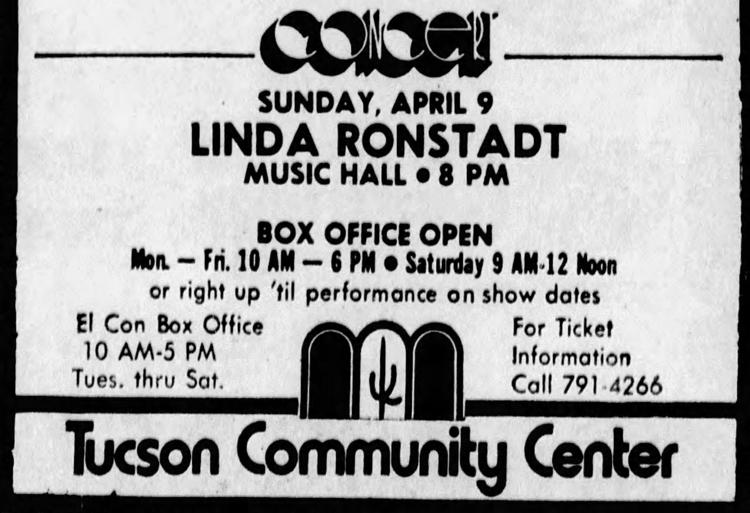 CONCERT
SUNDAY, APRIL 9
LINDA RONSTADT
MUSIC HALL • 8 PM
BOX OFFICE OPEN
Mon. — Fri. 10 AM — 6 PM • Saturday 9 AM-12 Noon
or right up 'til performance on show dates
El Con Box Office
10 AM-5 PM
Tues. thru Sat.
For Ticket
Information
Call 791-4266
Tucson Community Center